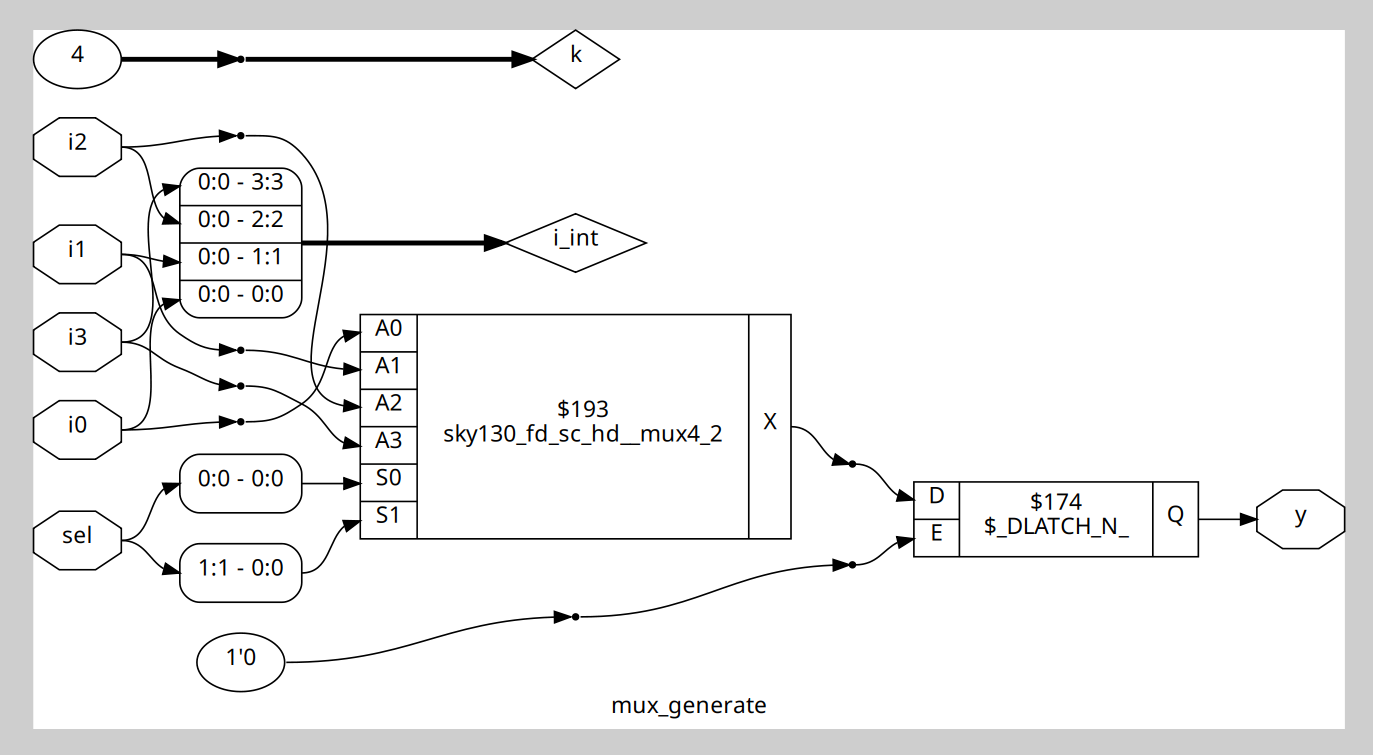 4
k
i2
0:0 - 3:3
0:0 - 2:2
0:0 - 1:1
0:0 - 0:0
i_int
i1
i3
i0
A0
A1
A2
A3
S0
S1
$193
sky130_fd_sc_hd__mux4_2
X
0:0 - 0:0
sel
1:1 - 0:0
D
E
$174
$_DLATCH_N_
Q
y
1'0
mux_generate